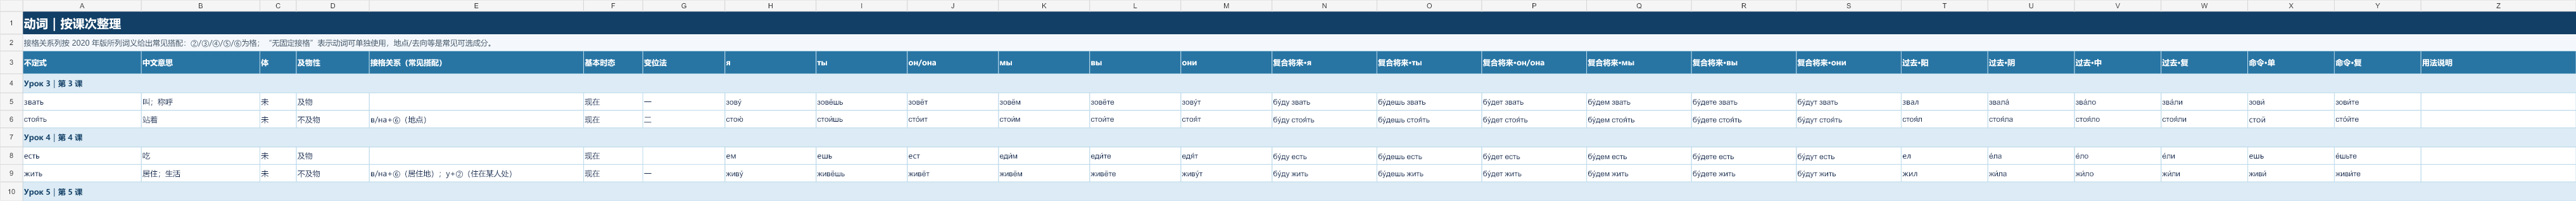 A B C D E F G H I J K L M N O P Q R S T U V W X Y Z
1 动词｜按课次整理
2 接格关系列按 2020 年版所列词义给出常见搭配；②/③/④/⑤/⑥为格；“无固定接格”表示动词可单独使用，地点/去向等是常见可选成分。
3 不定式 中文意思 体 及物性 接格关系（常见搭配） 基本时态 变位法 я ты он/она мы вы они 复合将来•я 复合将来•ты 复合将来•он/она 复合将来•мы 复合将来•вы 复合将来•они 过去•阳 过去•阴 过去•中 过去•复 命令•单 命令•复 用法说明
4 Урок 3｜第 3 课
5 звать 叫；称呼 未 及物 现在 一 зову́ зовёшь зовёт зовём зовёте зову́т бу́ду звать бу́дешь звать бу́дет звать бу́дем звать бу́дете звать бу́дут звать звал звала́ зва́ло зва́ли зови́ зови́те
6 стоя́ть 站着 未 不及物 в/на+⑥（地点） 现在 二 стою́ стои́шь сто́ит стои́м стои́те стоя́т бу́ду стоя́ть бу́дешь стоя́ть бу́дет стоя́ть бу́дем стоя́ть бу́дете стоя́ть бу́дут стоя́ть стоя́л стоя́ла стоя́ло стоя́ли стой сто́йте
7 Урок 4｜第 4 课
8 есть 吃 未 及物 现在 ем ешь ест еди́м еди́те едя́т бу́ду есть бу́дешь есть бу́дет есть бу́дем есть бу́дете есть бу́дут есть ел е́ла е́ло е́ли ешь е́шьте
9 жить 居住；生活 未 不及物 в/на+⑥（居住地）；у+②（住在某人处） 现在 一 живу́ живёшь живёт живём живёте живу́т бу́ду жить бу́дешь жить бу́дет жить бу́дем жить бу́дете жить бу́дут жить жил жи́ла жи́ло жи́ли живи́ живи́те
10 Урок 5｜第 5 课